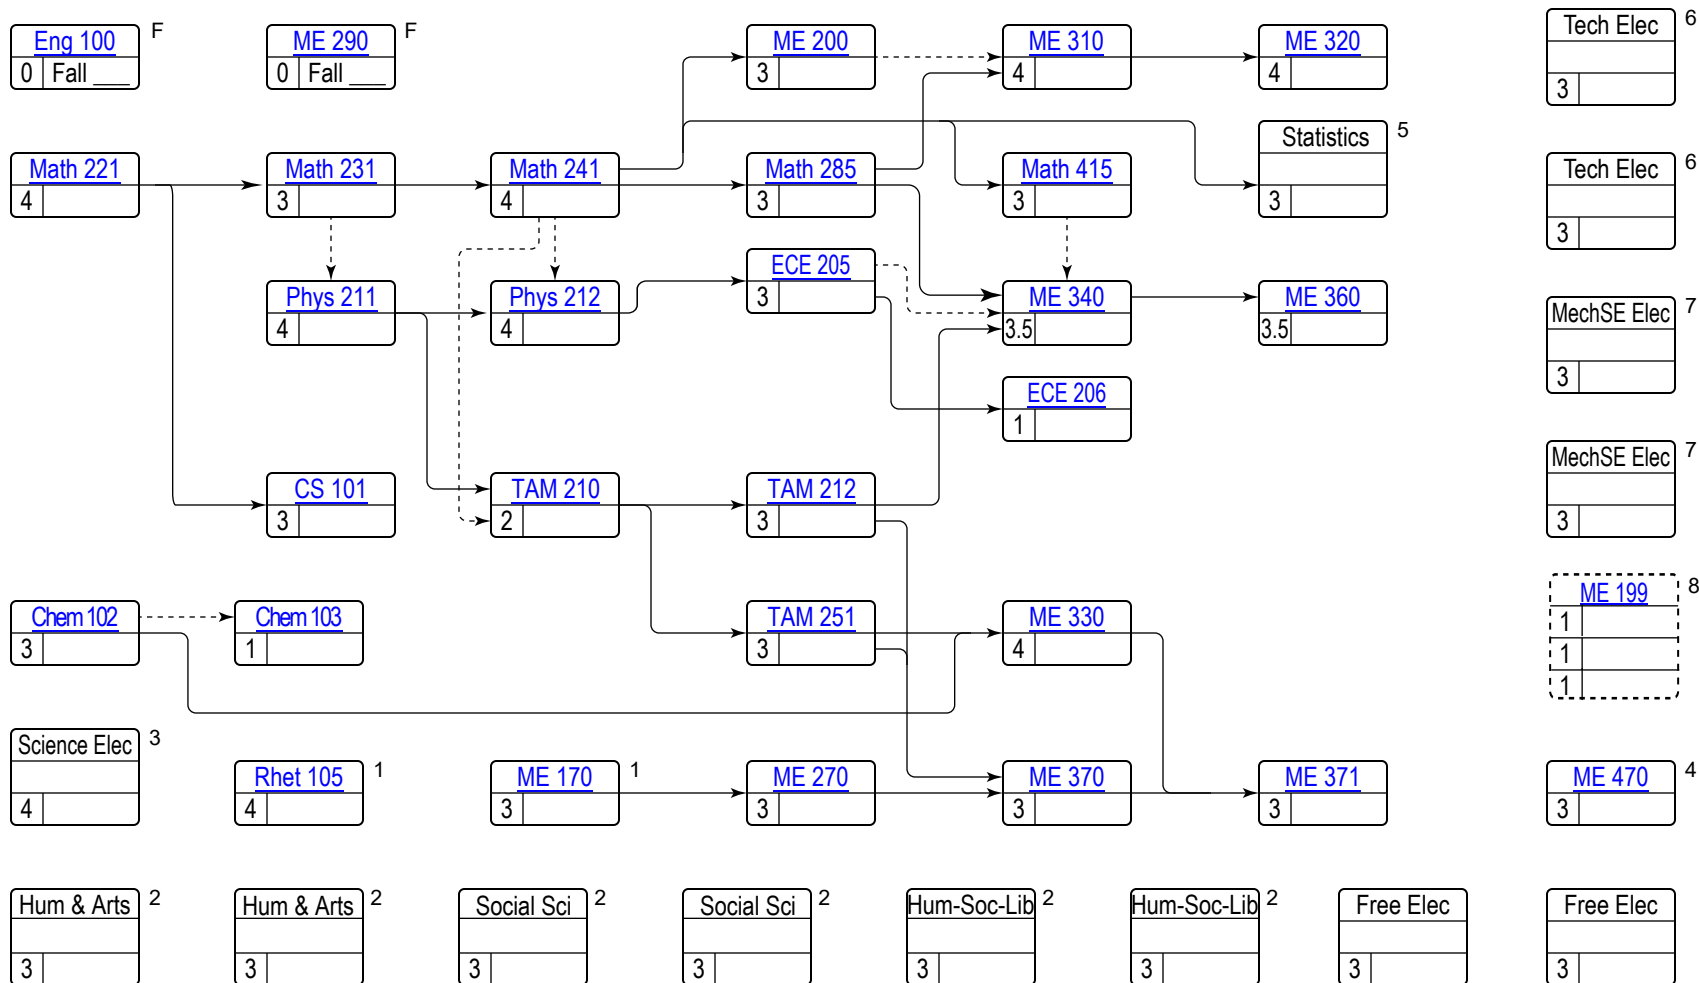 Eng 100 F
0 Fall ___
ME 290 F
0 Fall ___
ME 200
3
ME 310
4
ME 320
4
Tech Elec 6
3
Math 221
4
Math 231
3
Math 241
4
Math 285
3
Math 415
3
Statistics 5
3
Tech Elec 6
3
Phys 211
4
Phys 212
4
ECE 205
3
ME 340
3.5
ME 360
3.5
MechSE Elec 7
3
ECE 206
1
CS 101
3
TAM 210
2
TAM 212
3
MechSE Elec 7
3
Chem 102
3
Chem 103
1
TAM 251
3
ME 330
4
ME 199 8
1
1
1
Science Elec 3
4
Rhet 105 1
4
ME 170 1
3
ME 270
3
ME 370
3
ME 371
3
ME 470 4
3
Hum & Arts 2
3
Hum & Arts 2
3
Social Sci 2
3
Social Sci 2
3
Hum-Soc-Lib 2
3
Hum-Soc-Lib 2
3
Free Elec
3
Free Elec
3